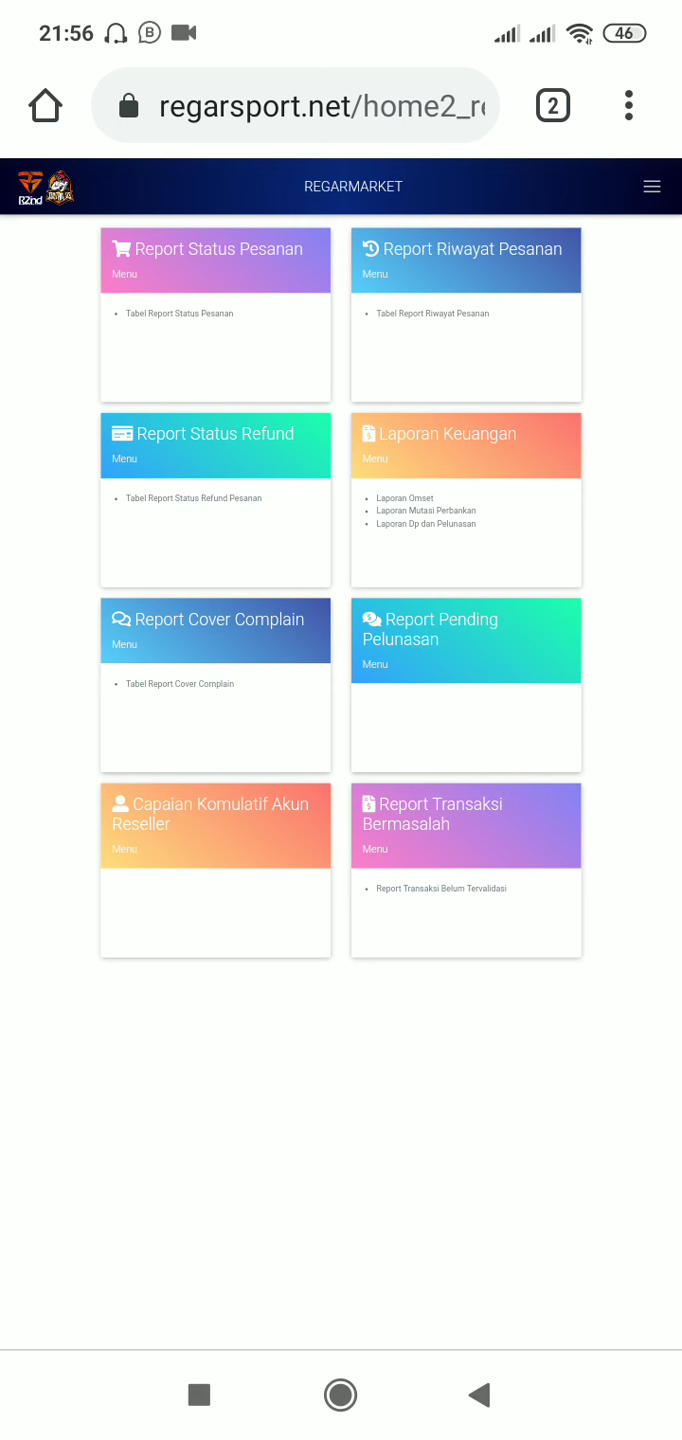 21:56
46
regarsport.net/home2_re
2
RZnd
REGARMARKET
Report Status Pesanan
Menu
Tabel Report Status Pesanan
Report Riwayat Pesanan
Menu
Tabel Report Riwayat Pesanan
Report Status Refund
Menu
Tabel Report Status Refund Pesanan
Laporan Keuangan
Menu
Laporan Omset
Laporan Mutasi Perbankan
Laporan Dp dan Pelunasan
Report Cover Complain
Menu
Tabel Report Cover Complain
Report Pending
Pelunasan
Menu
Capaian Komulatif Akun
Reseller
Menu
Report Transaksi
Bermasalah
Menu
Report Transaksi Belum Tervalidasi